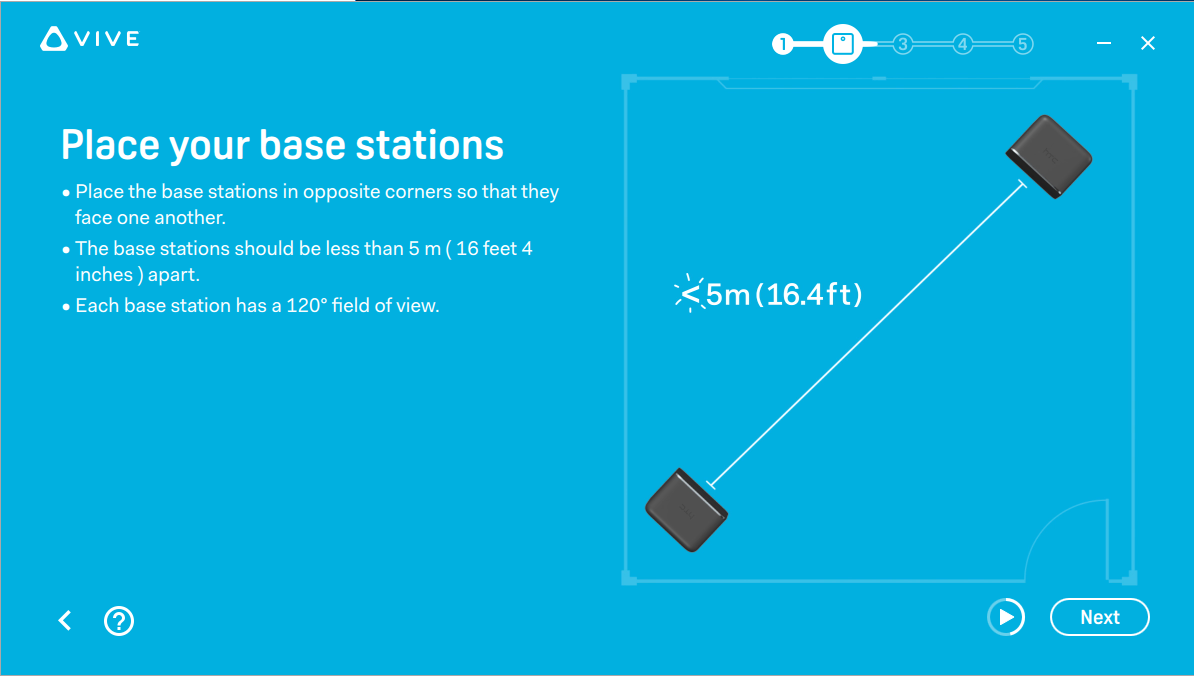 VIVE
1 3 4 5
Place your base stations
• Place the base stations in opposite corners so that they
face one another.
• The base stations should be less than 5 m ( 16 feet 4
inches ) apart.
• Each base station has a 120° field of view.
<5m(16.4ft)
?
Next